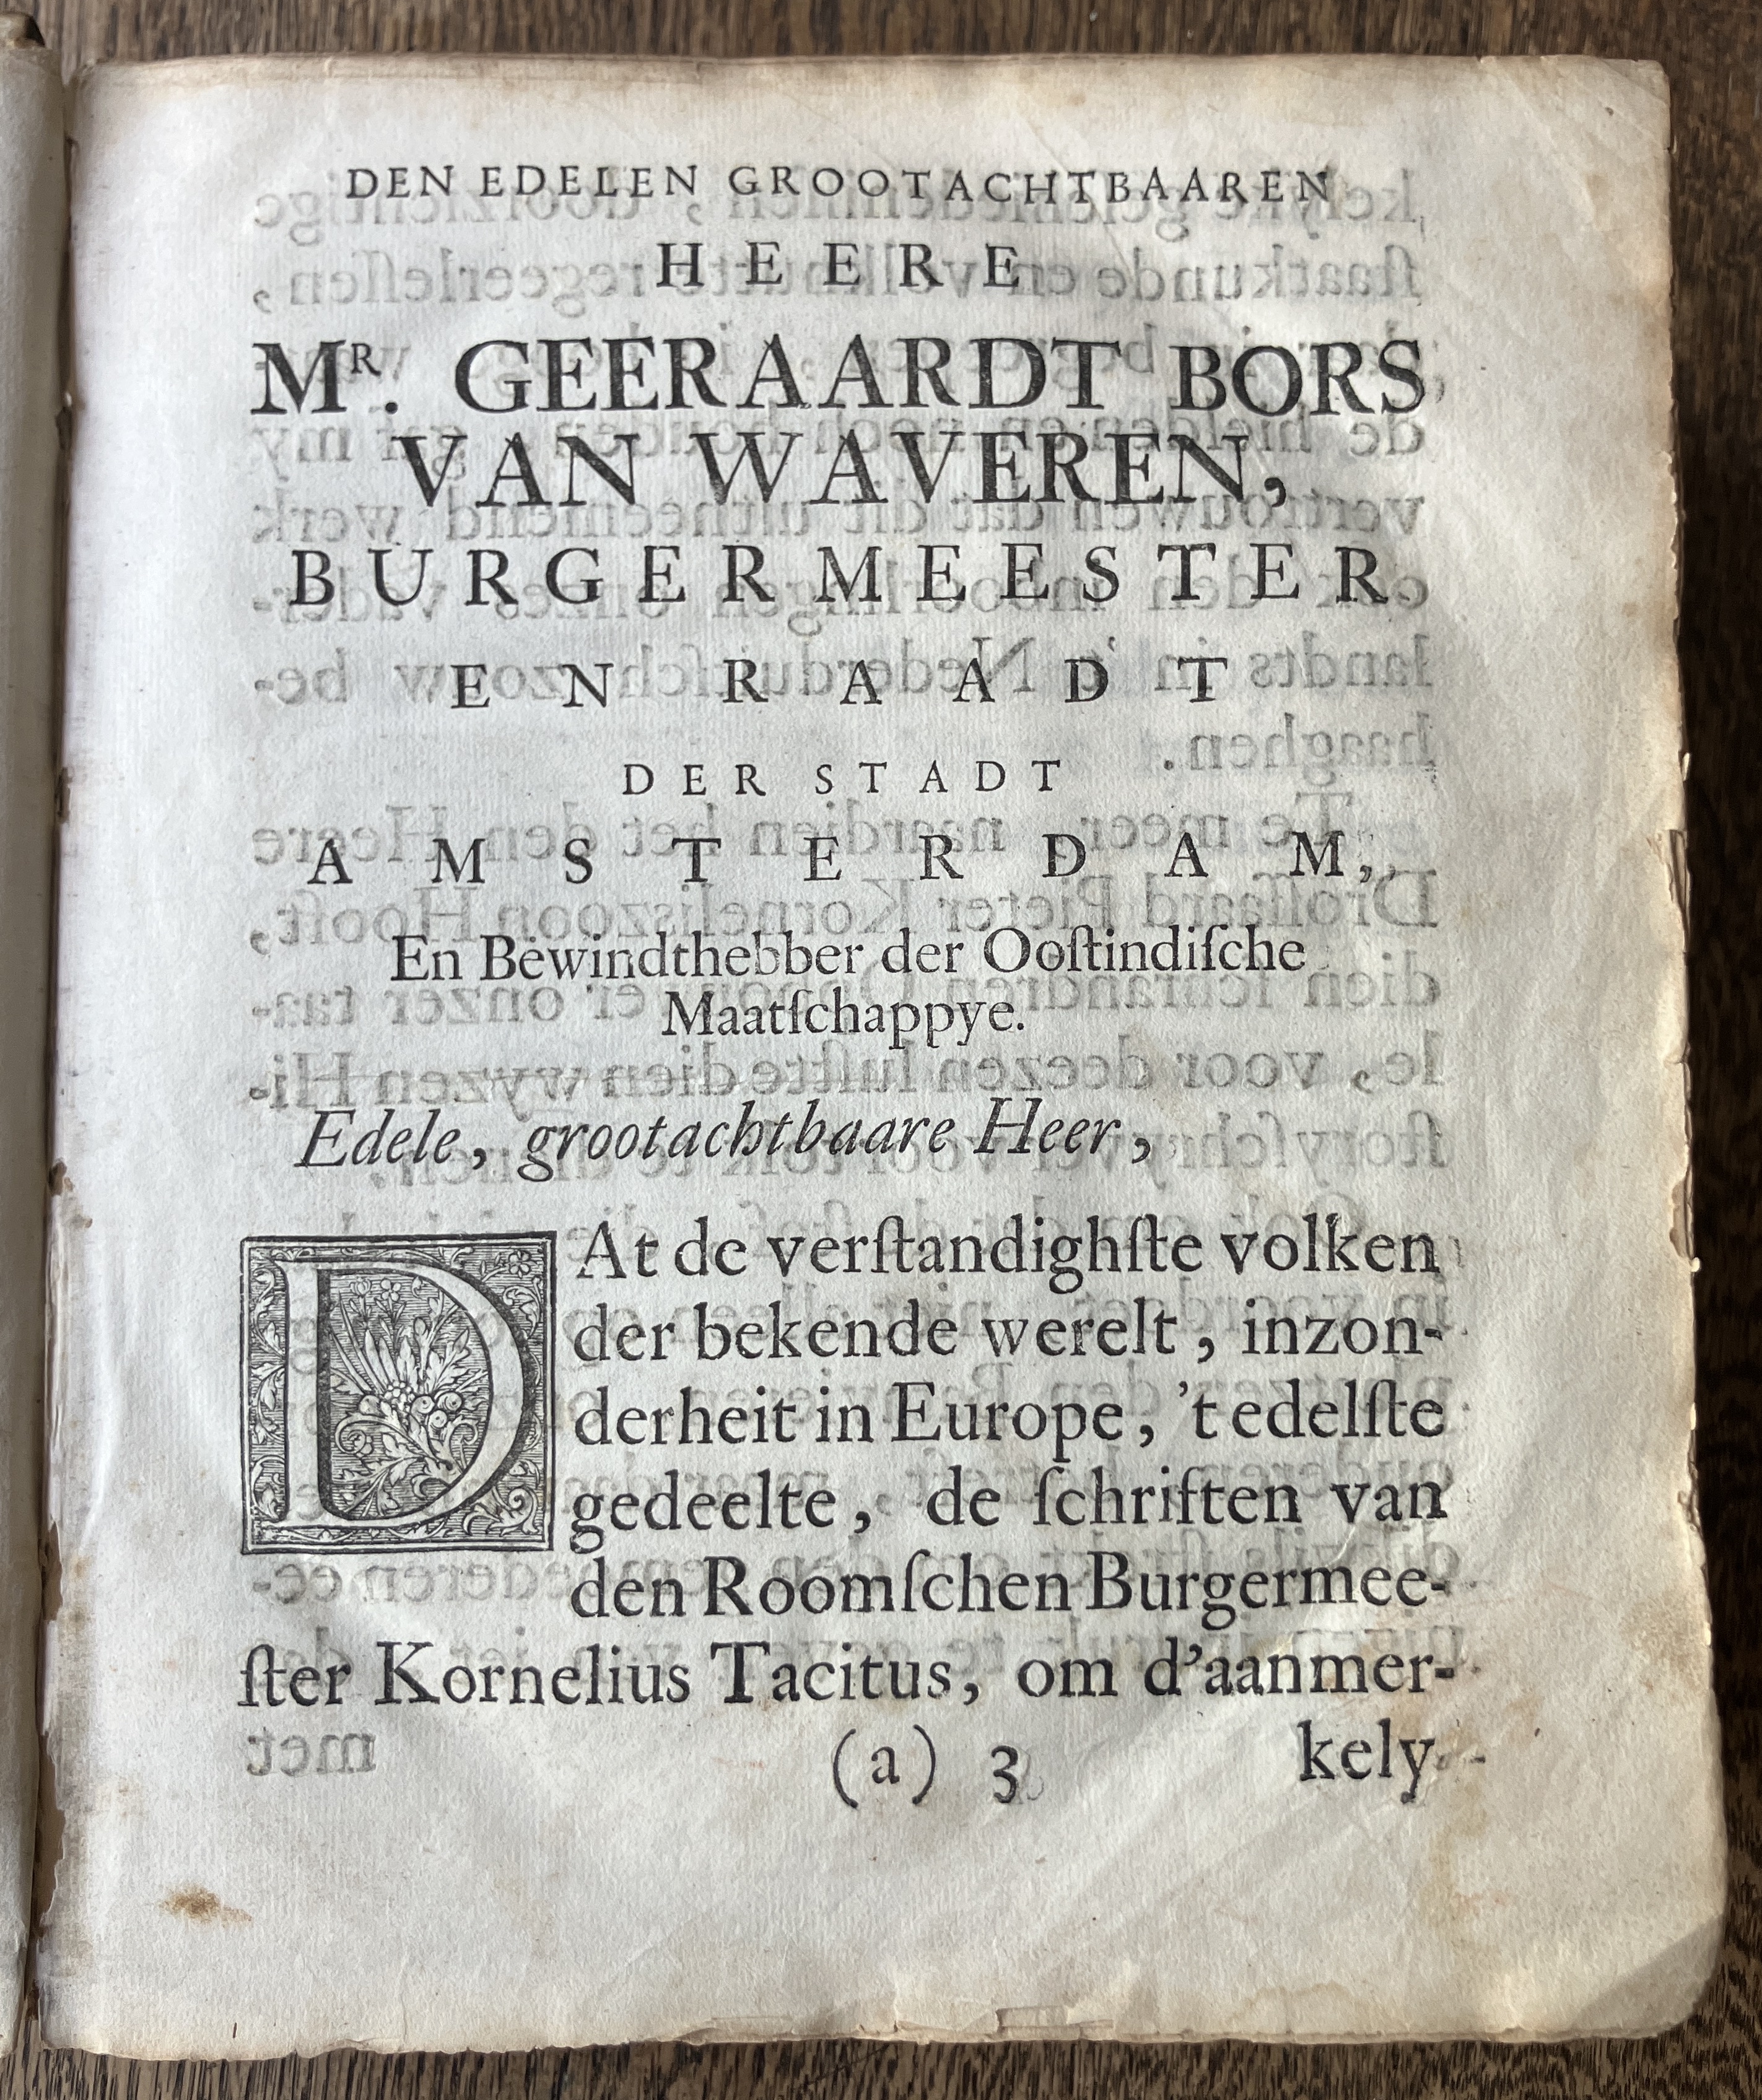 DEN EDELEN GROOTACHTBAAREN
HEERE
MR. GEERAARDT BORS
VAN WAVEREN,
BURGERMEESTER
EN RAADT
DER STADT
AMSTERDAM,
En Bewindthebber der Ooſtindiſche
Maatſchappye.
Edele, grootachtbaare Heer,
DAt de verſtandighſte volken
der bekende werelt, inzon-
derheit in Europe, 't edelſte
gedeelte, de ſchriften van
den Roomſchen Burgermee-
ſter Kornelius Tacitus, om d'aanmer-
(a) 3 kely-